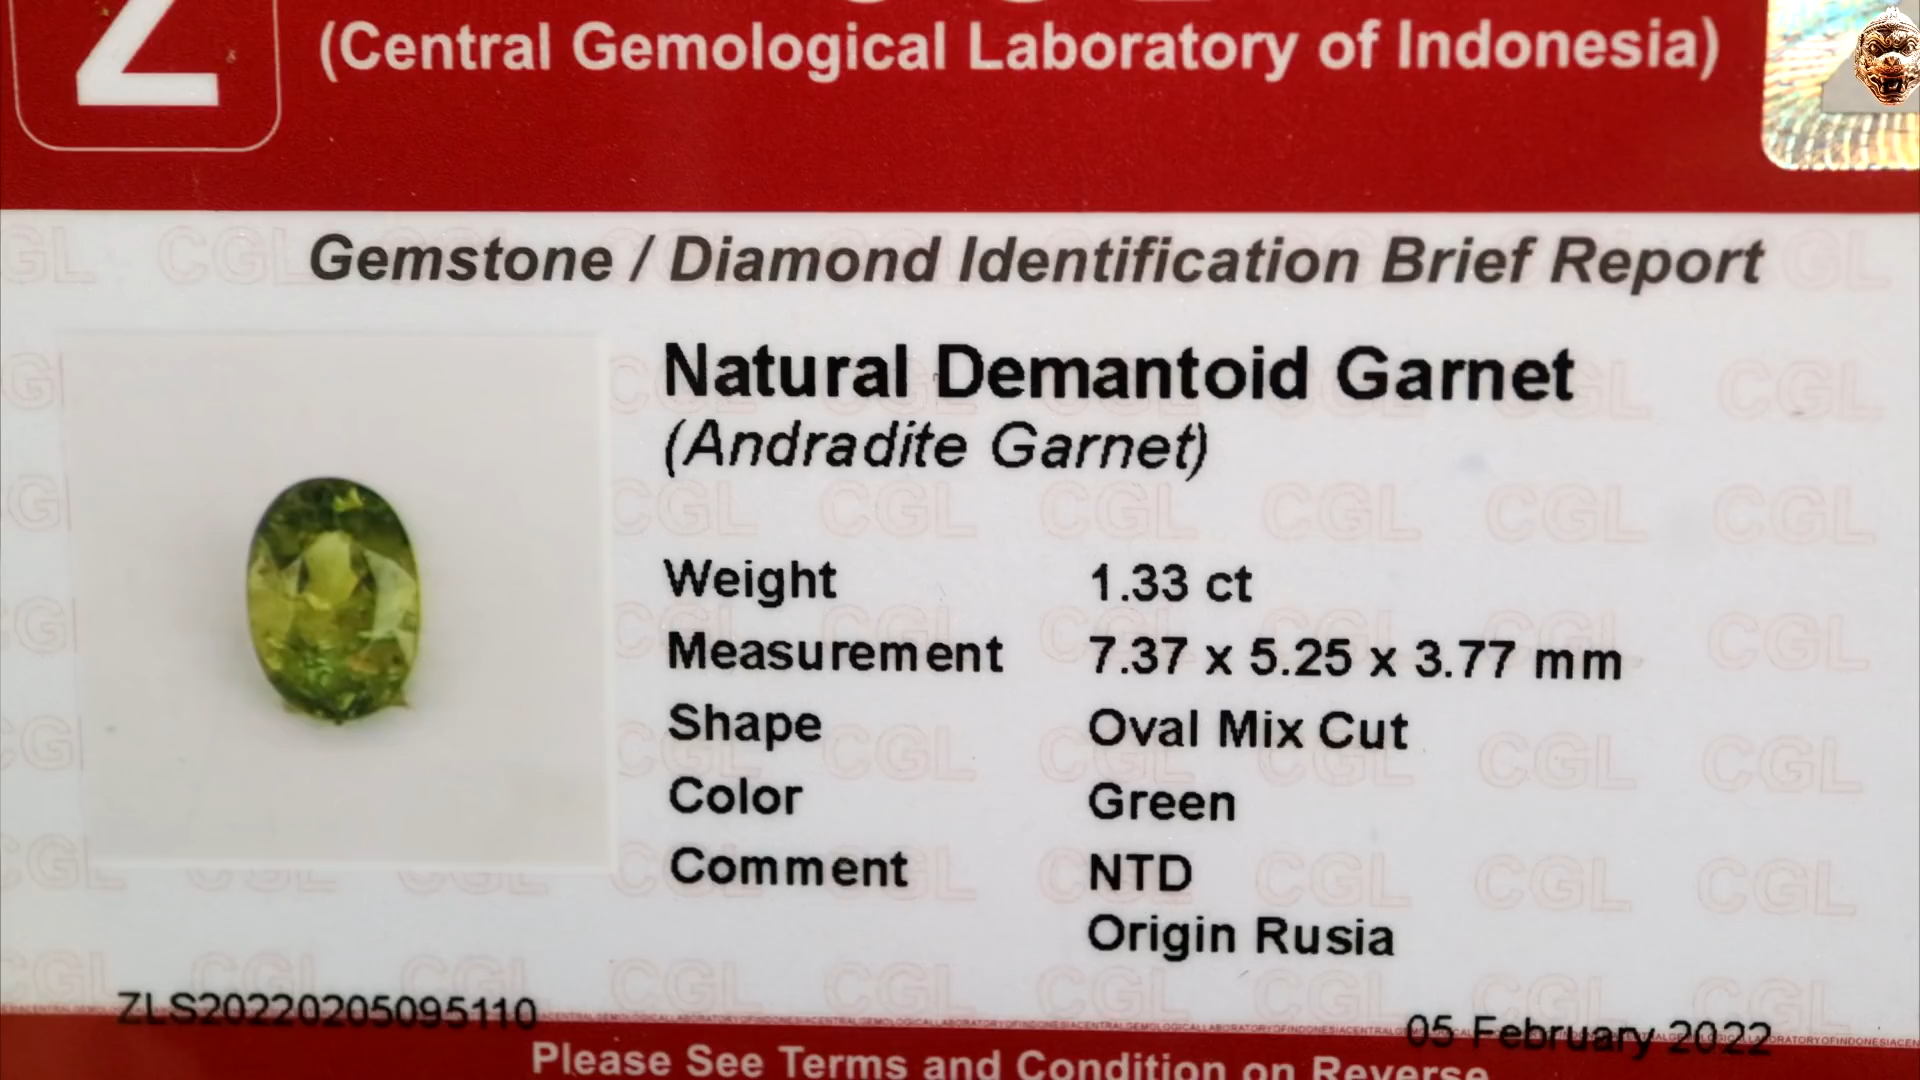 Z
(Central Gemological Laboratory of Indonesia)
Gemstone / Diamond Identification Brief Report
Natural Demantoid Garnet
(Andradite Garnet)
Weight 1.33 ct
Measurement 7.37 x 5.25 x 3.77 mm
Shape Oval Mix Cut
Color Green
Comment NTD
Origin Rusia
ZLS20220205095110
05 February 2022
Please See Terms and Condition on Reverse